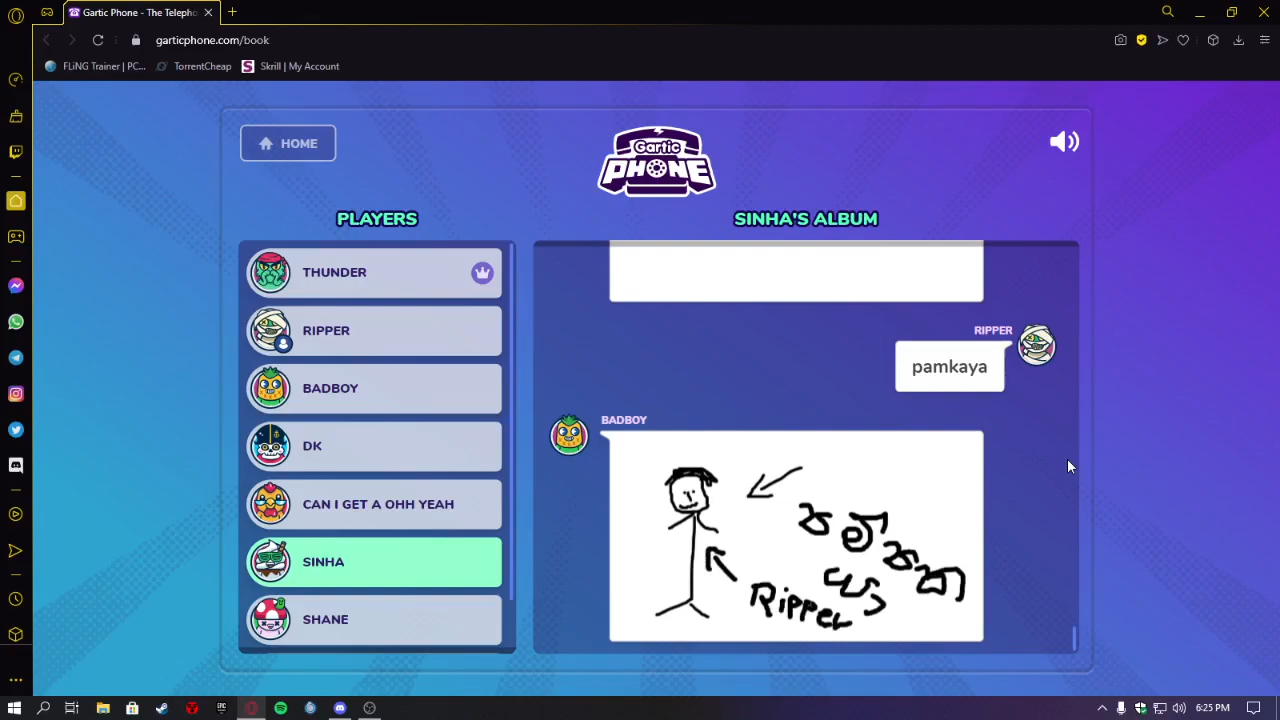 Gartic Phone - The Telepho
garticphone.com/book
FLiNG Trainer | PC...
TorrentCheap
Skrill | My Account
HOME
Gartic
PHONE
PLAYERS
SINHA'S ALBUM
THUNDER
RIPPER
BADBOY
DK
CAN I GET A OHH YEAH
SINHA
SHANE
RIPPER
pamkaya
BADBOY
Ripper
6:25 PM